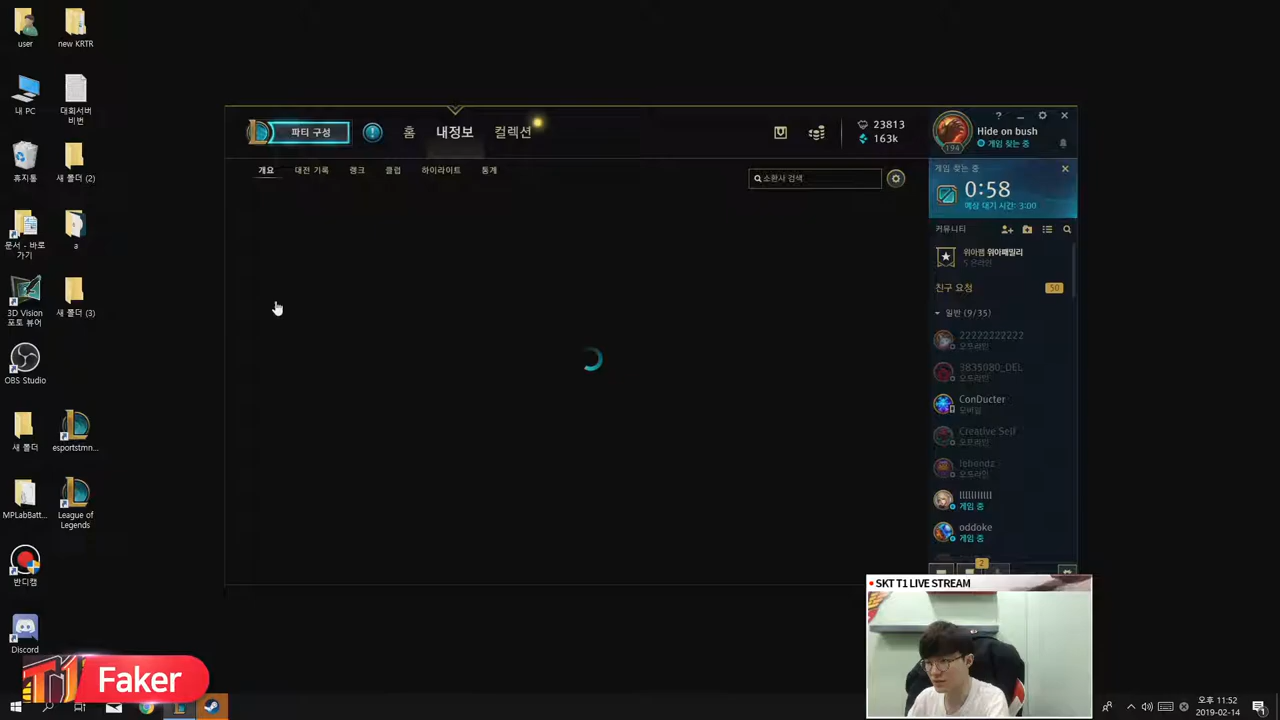 user
new KRTR
내 PC
대회서버
비번
휴지통
새 폴더 (2)
문서 - 바로
가기
a
3D Vision
포토 뷰어
새 폴더 (3)
OBS Studio
새 폴더
esportstmn...
MPLabBatt...
League of
Legends
반디캠
Discord
파티 구성
홈
내정보
컬렉션
23813
163k
Hide on bush
게임 찾는 중
194
개요
대전 기록
랭크
클럽
하이라이트
통계
소환사 검색
게임 찾는 중
0:58
예상 대기 시간: 3:00
커뮤니티
위아쨈 위이패밀리
5 온라인
친구 요청
50
일반 (9/35)
22222222222
오프라인
3835080_DEL
오프라인
ConDucter
모바일
Creative Self
오프라인
lllllllllll
게임 중
oddoke
게임 중
2
SKT T1 LIVE STREAM
T1
Faker
오후 11:52
2019-02-14